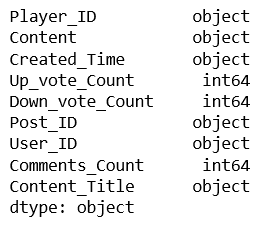 Player_ID object
Content object
Created_Time object
Up_vote_Count int64
Down_vote_Count int64
Post_ID object
User_ID object
Comments_Count int64
Content_Title object
dtype: object